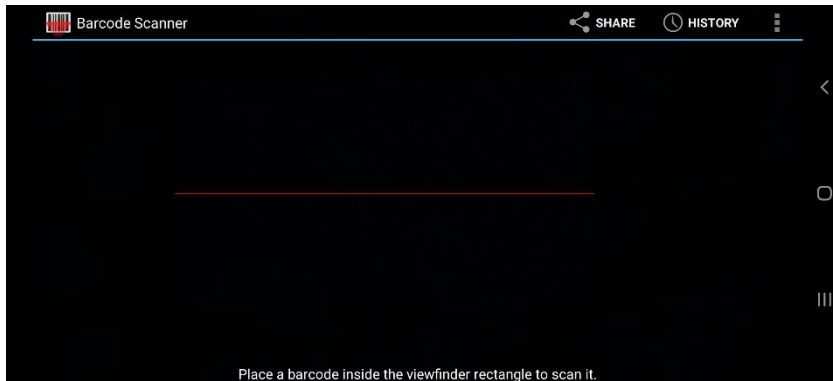 Barcode Scanner SHARE HISTORY
Place a barcode inside the viewfinder rectangle to scan it.